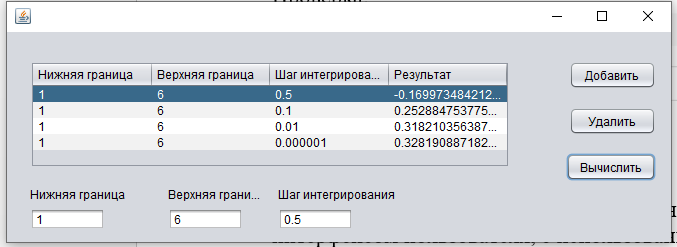 Нижняя граница Верхняя граница Шаг интегрирова... Результат
1 6 0.5 -0.169973484212...
1 6 0.1 0.252884753775...
1 6 0.01 0.318210356387...
1 6 0.000001 0.328190887182...
Добавить
Удалить
Вычислить
Нижняя граница Верхняя грани... Шаг интегрирования
1 6 0.5